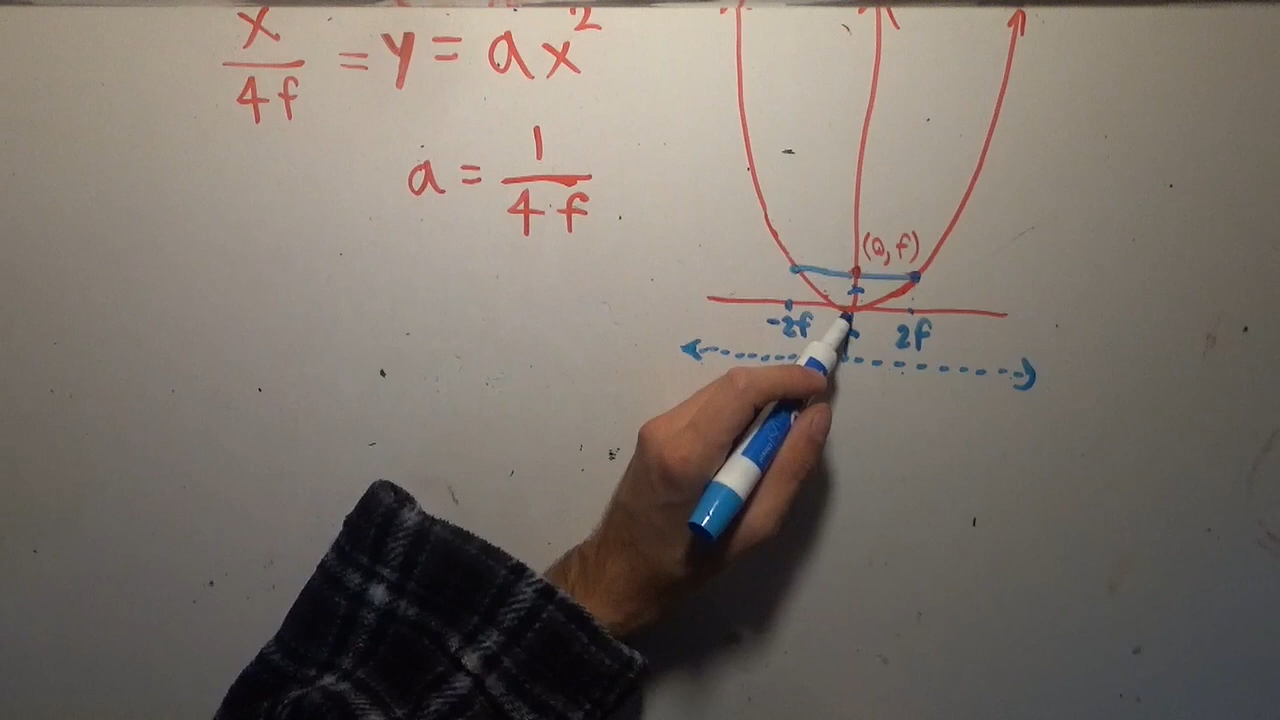 x
/ 4f = y = ax²
a = 1 / 4f
(0, f)
-2f
2f